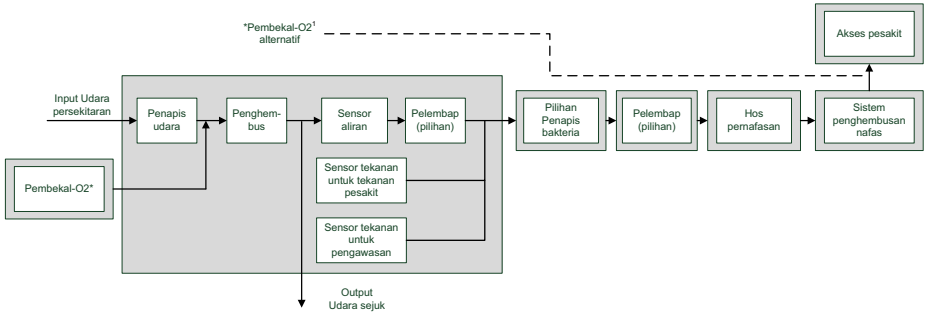 *Pembekal-O2¹
alternatif
Akses pesakit
Input Udara
persekitaran
Penapis
udara
Penghem-
bus
Sensor
aliran
Pelembap
(pilihan)
Pilihan
Penapis
bakteria
Pelembap
(pilihan)
Hos
pernafasan
Sistem
penghembusan
nafas
Pembekal-O2*
Sensor tekanan
untuk tekanan
pesakit
Sensor tekanan
untuk
pengawasan
Output
Udara sejuk